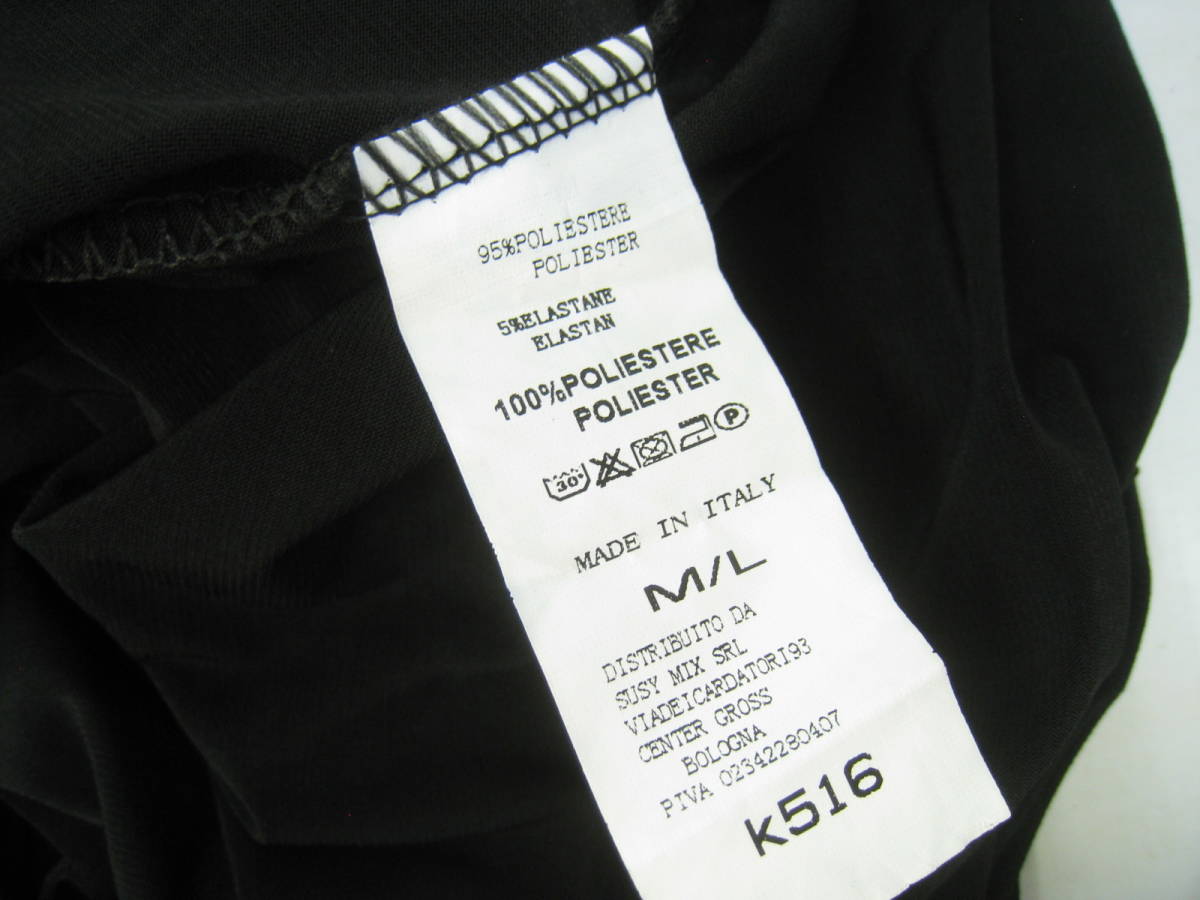 95%POLIESTERE
POLIESTER
5%ELASTANE
ELASTAN
100%POLIESTERE
POLIESTER
30° P
MADE IN ITALY
M/L
DISTRIBUITO DA
SUSY MIX SRL
VIADEICARDATORI93
CENTER GROSS
BOLOGNA
PIVA 02342280407
K516